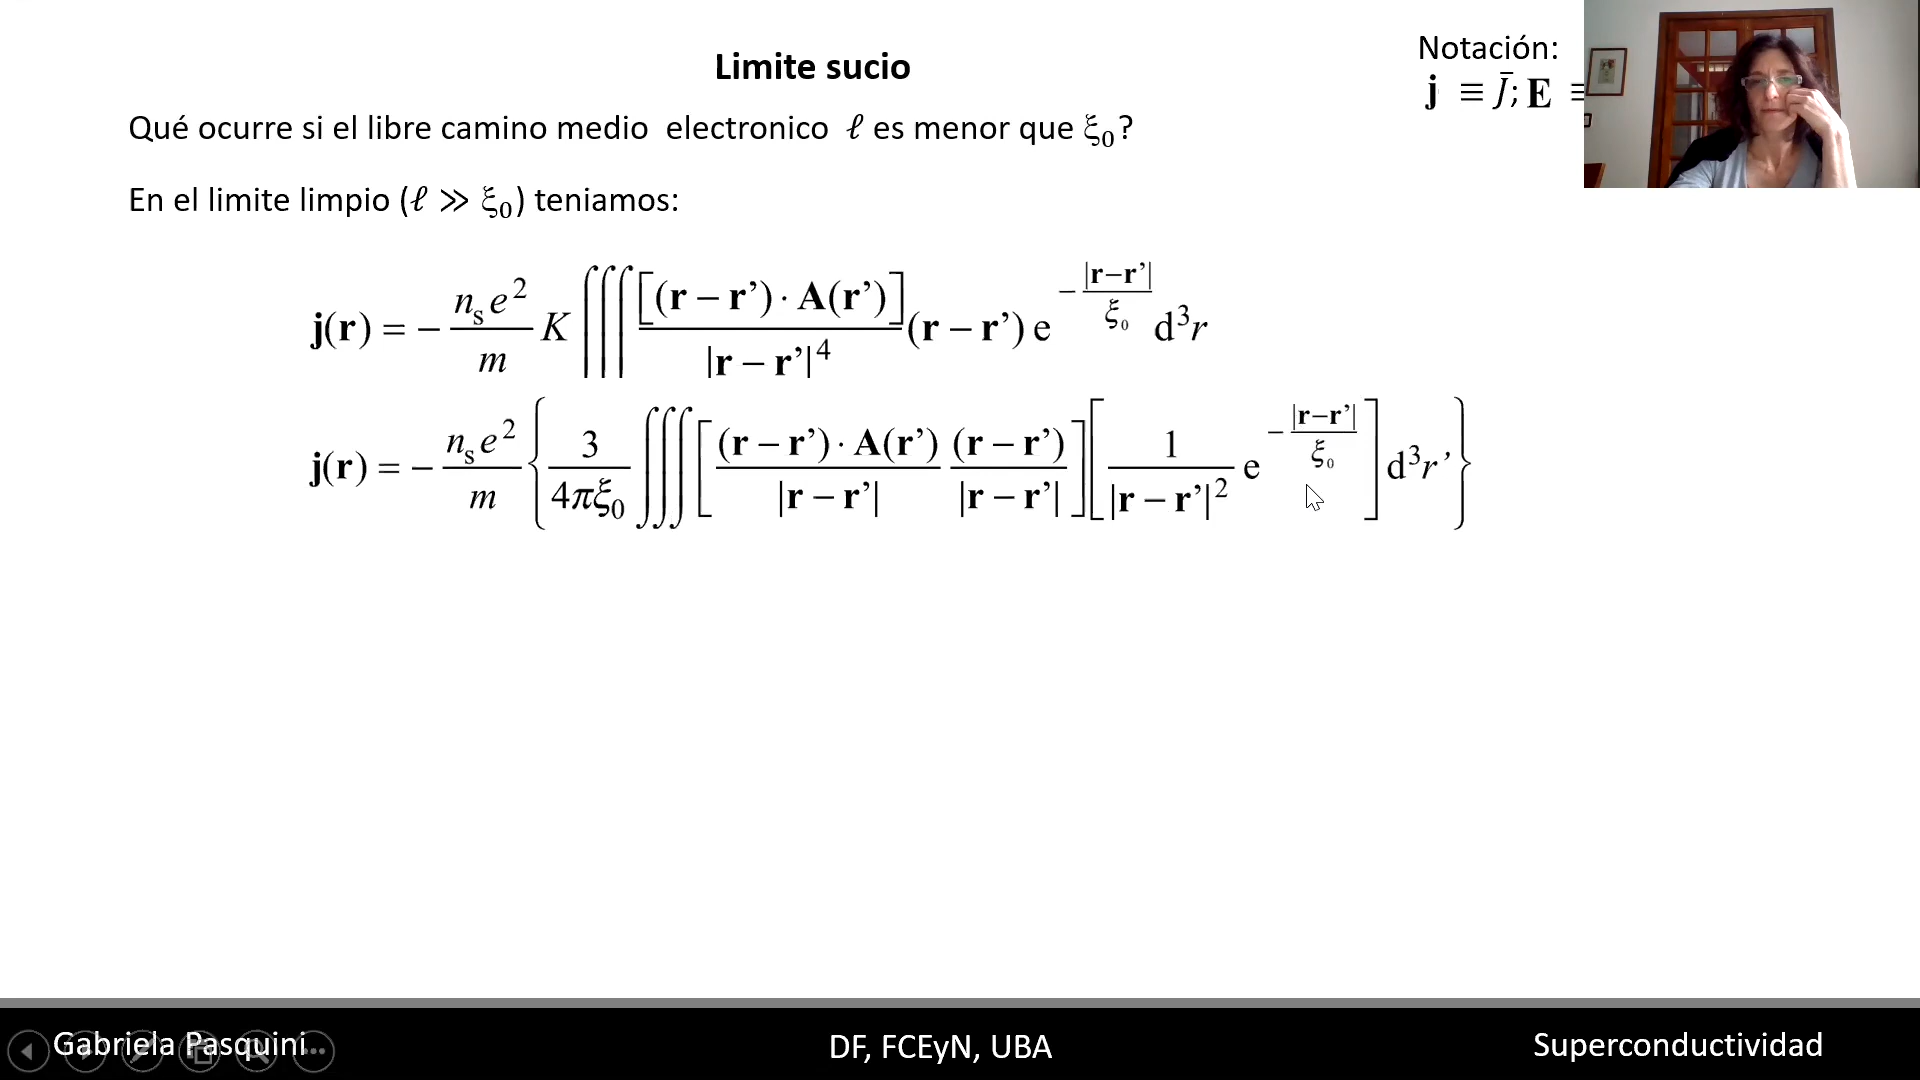 Limite sucio
Notación:
𝐣 ≡ J̄; 𝐄 ≡
Qué ocurre si el libre camino medio electronico ℓ es menor que ξ₀?
En el limite limpio (ℓ ≫ ξ₀) teniamos:
j(r) = − (nₛe²/m) K ∭ ([(r − r’) · A(r’)] / |r − r’|⁴) (r − r’) e^(−|r−r’|/ξ₀) d³r
j(r) = − (nₛe²/m) { (3/4πξ₀) ∭ [ ((r − r’) · A(r’) / |r − r’|) ((r − r’) / |r − r’|) ] [ (1/|r − r’|²) e^(−|r−r’|/ξ₀) ] d³r’ }
Gabriela Pasquini
DF, FCEyN, UBA
Superconductividad